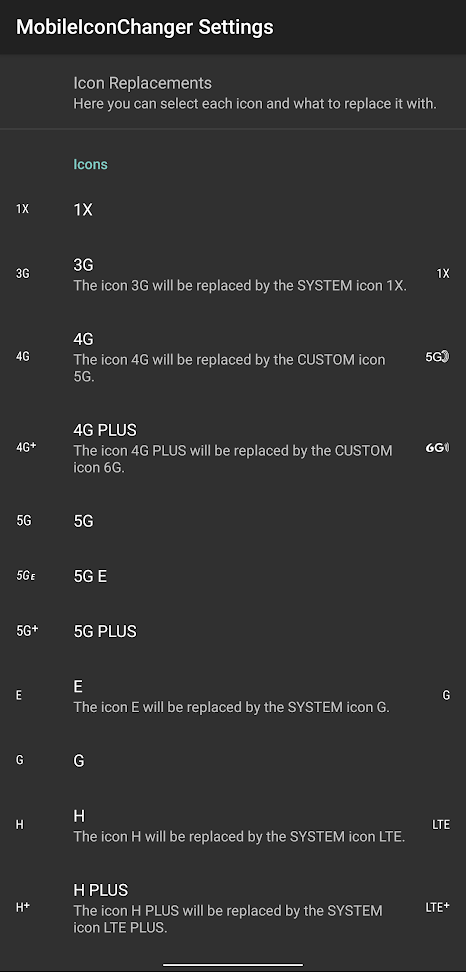 MobileIconChanger Settings
Icon Replacements
Here you can select each icon and what to replace it with.
Icons
1X 1X
3G
3G 1X
The icon 3G will be replaced by the SYSTEM icon 1X.
4G
4G 5G
The icon 4G will be replaced by the CUSTOM icon
5G.
4G PLUS
4G+ 6G
The icon 4G PLUS will be replaced by the CUSTOM
icon 6G.
5G 5G
5G E 5G E
5G+ 5G PLUS
E
E G
The icon E will be replaced by the SYSTEM icon G.
G G
H
H LTE
The icon H will be replaced by the SYSTEM icon LTE.
H PLUS
H+ LTE+
The icon H PLUS will be replaced by the SYSTEM
icon LTE PLUS.